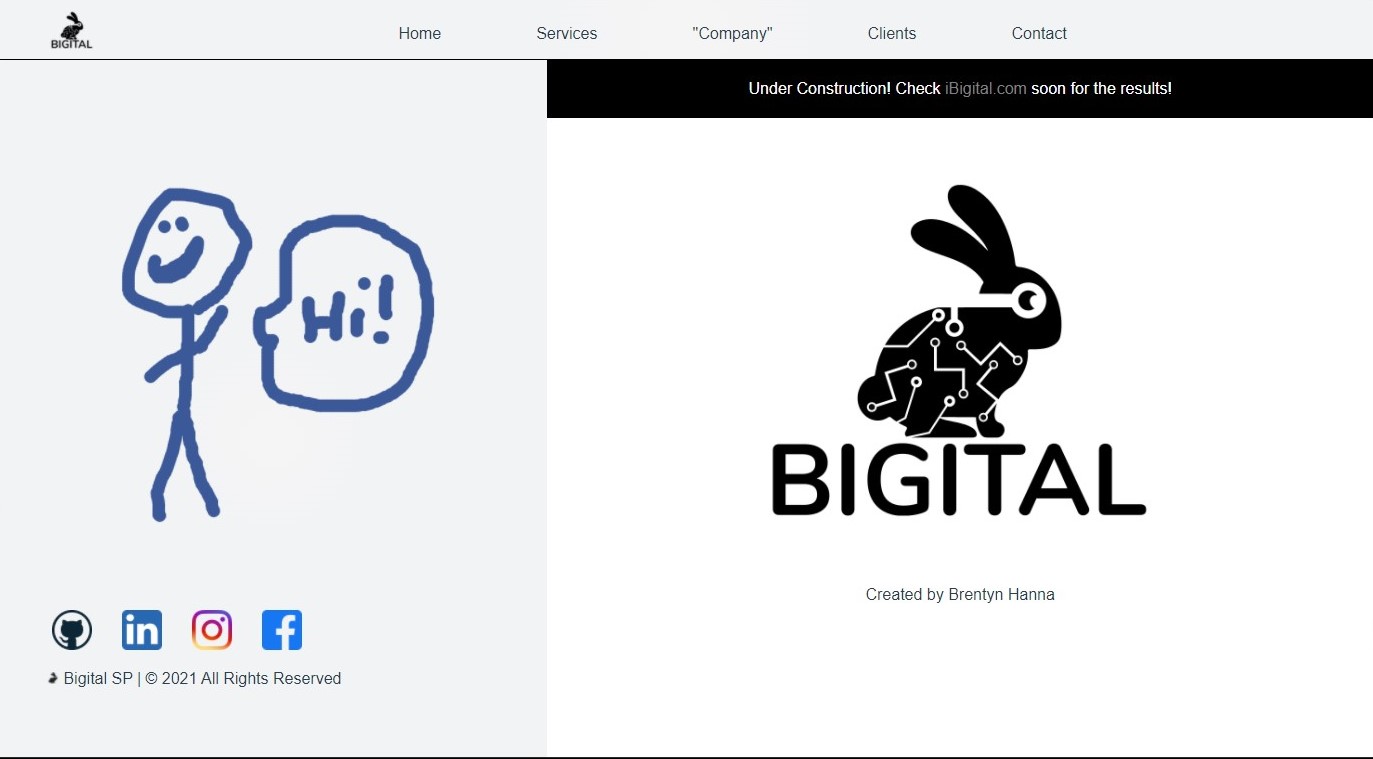 BIGITAL
Home Services "Company" Clients Contact
Under Construction! Check iBigital.com soon for the results!
Hi!
BIGITAL
Created by Brentyn Hanna
in
f
Bigital SP | © 2021 All Rights Reserved